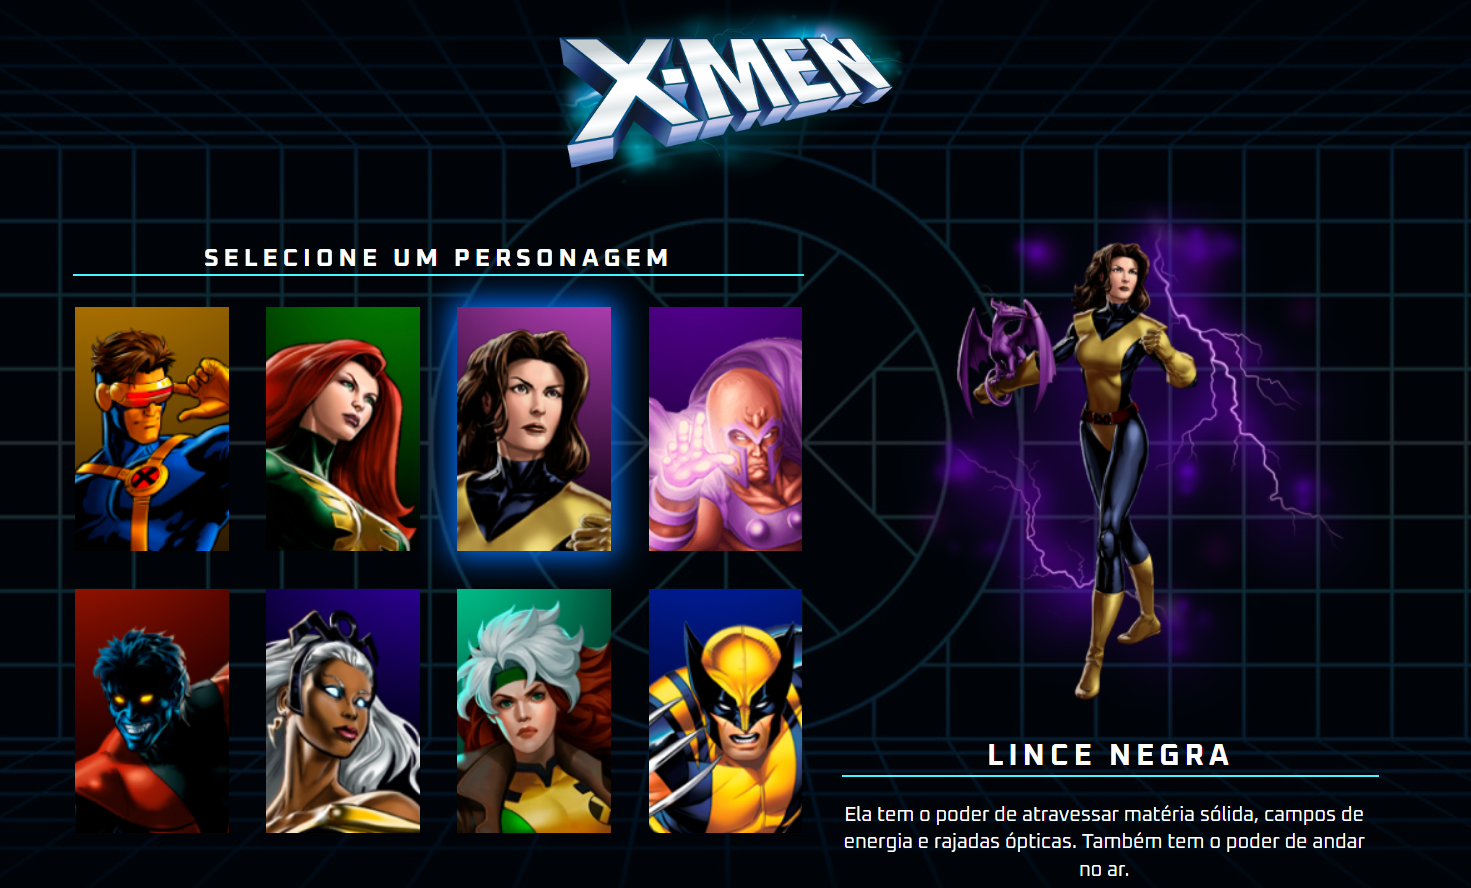 X-MEN
SELECIONE UM PERSONAGEM
LINCE NEGRA
Ela tem o poder de atravessar matéria sólida, campos de
energia e rajadas ópticas. Também tem o poder de andar
no ar.